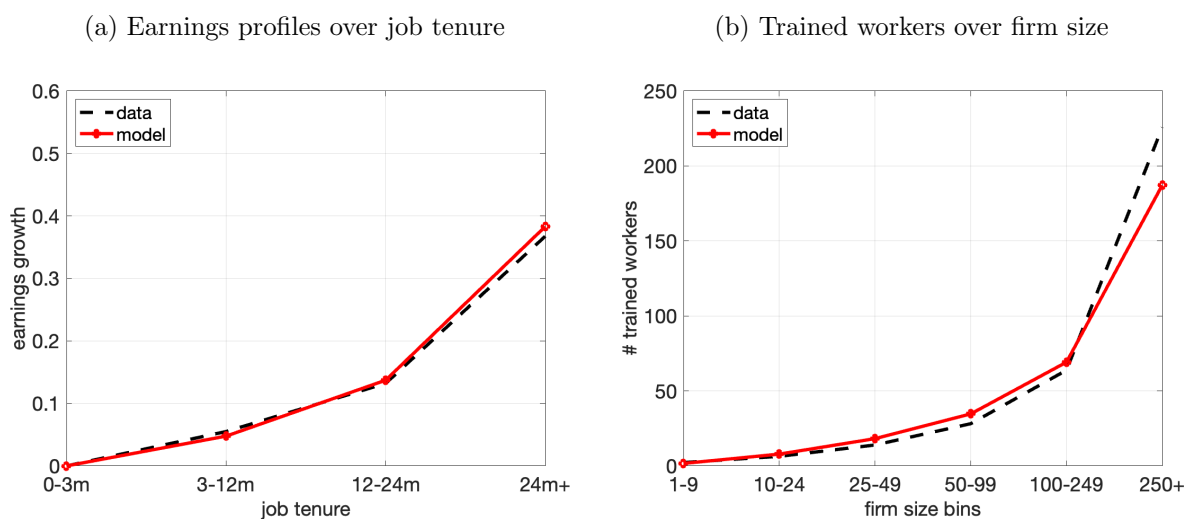 (a) Earnings profiles over job tenure
0.6
0.5
0.4
0.3
0.2
0.1
0
earnings growth
data
model
0-3m 3-12m 12-24m 24m+
job tenure
(b) Trained workers over firm size
250
200
150
100
50
0
# trained workers
data
model
1-9 10-24 25-49 50-99 100-249 250+
firm size bins